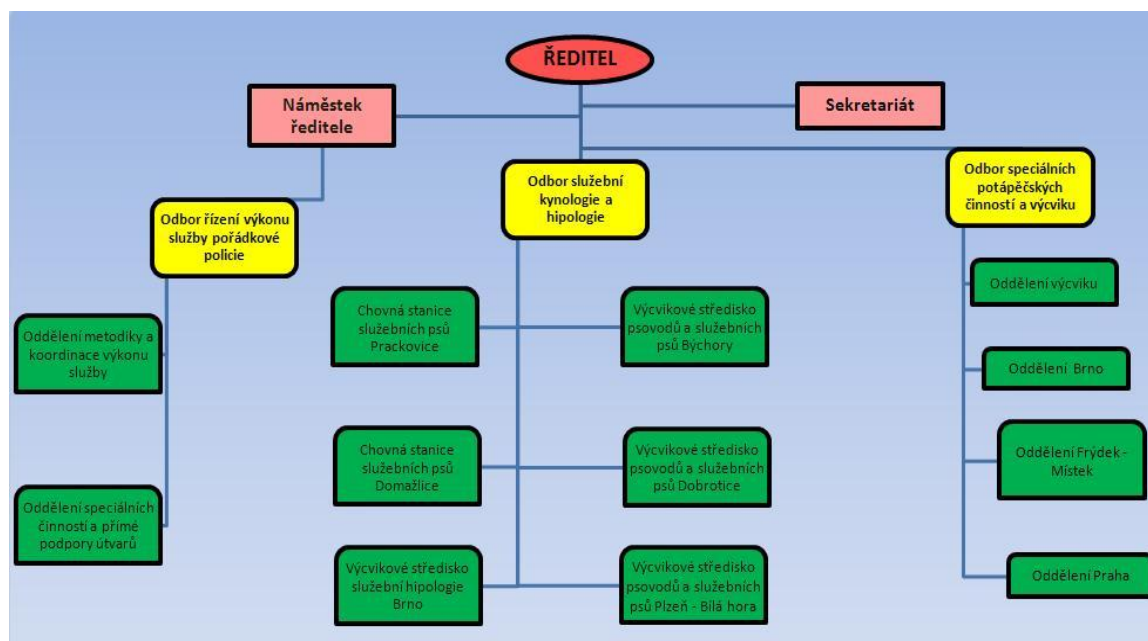 ŘEDITEL
Náměstek
ředitele
Sekretariát
Odbor řízení výkonu
služby pořádkové
policie
Odbor služební
kynologie a
hipologie
Odbor speciálních
potápěčských
činností a výcviku
Oddělení metodiky a
koordinace výkonu
služby
Oddělení speciálních
činností a přímé
podpory útvarů
Chovná stanice
služebních psů
Prackovice
Výcvikové středisko
psovodů a služebních
psů Býchory
Chovná stanice
služebních psů
Domažlice
Výcvikové středisko
psovodů a služebních
psů Dobrotice
Výcvikové středisko
služební hipologie
Brno
Výcvikové středisko
psovodů a služebních
psů Plzeň - Bílá hora
Oddělení výcviku
Oddělení Brno
Oddělení Frýdek -
Místek
Oddělení Praha